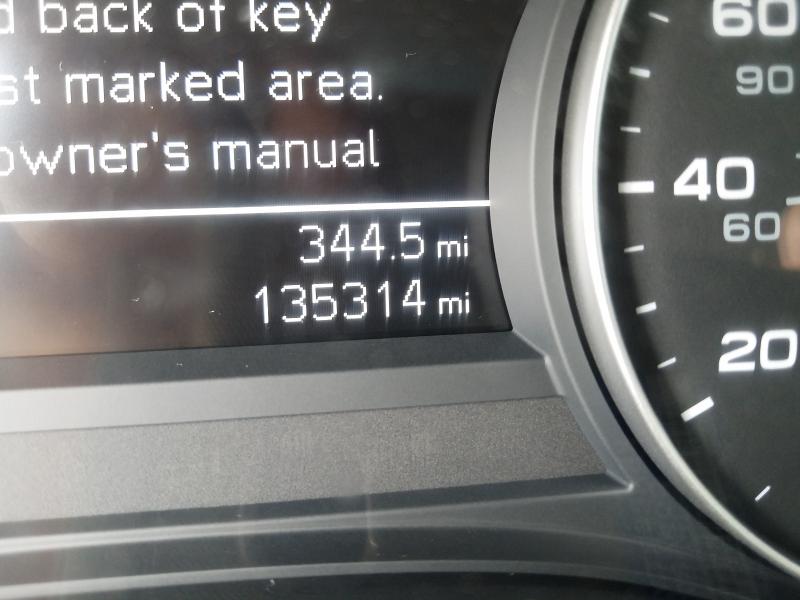 d back of key
st marked area.
owner's manual
344.5 mi
135314 mi
60
90
40
60
20